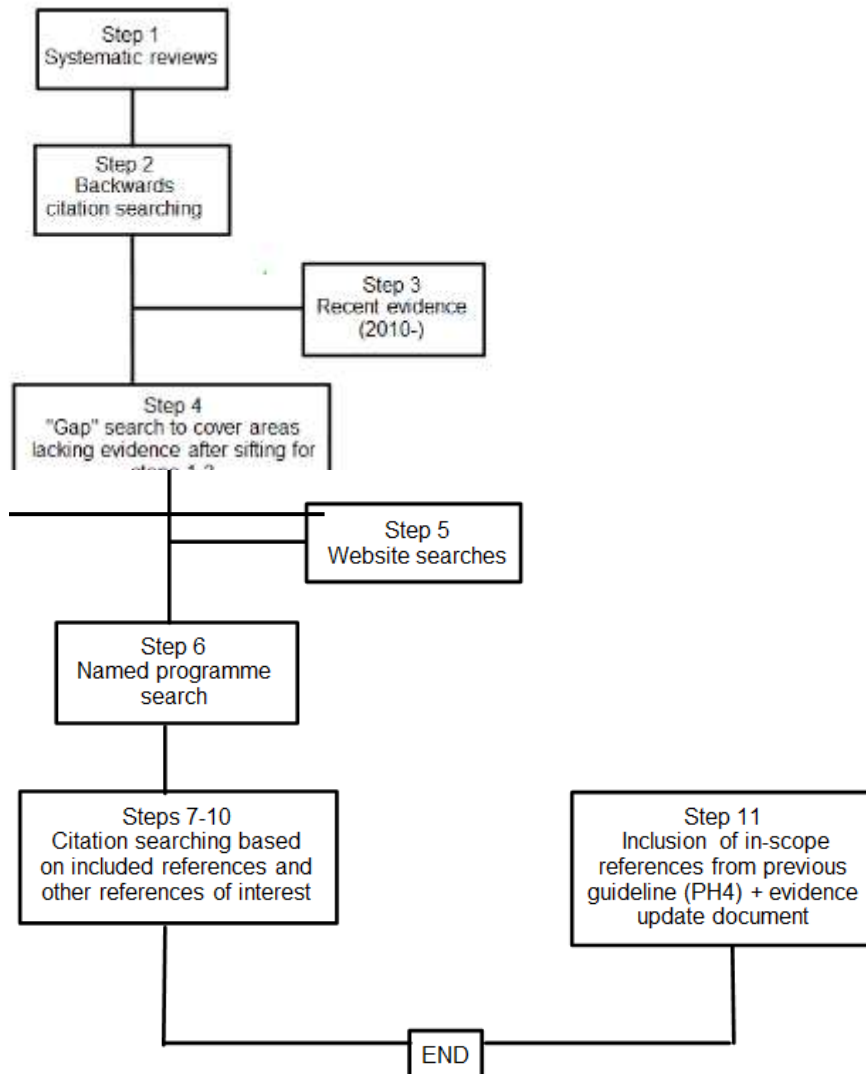 Step 1
Systematic reviews
Step 2
Backwards
citation searching
Step 3
Recent evidence
(2010-)
Step 4
"Gap" search to cover areas
lacking evidence after sifting for
Step 5
Website searches
Step 6
Named programme
search
Steps 7-10
Citation searching based
on included references and
other references of interest
Step 11
Inclusion of in-scope
references from previous
guideline (PH4) + evidence
update document
END